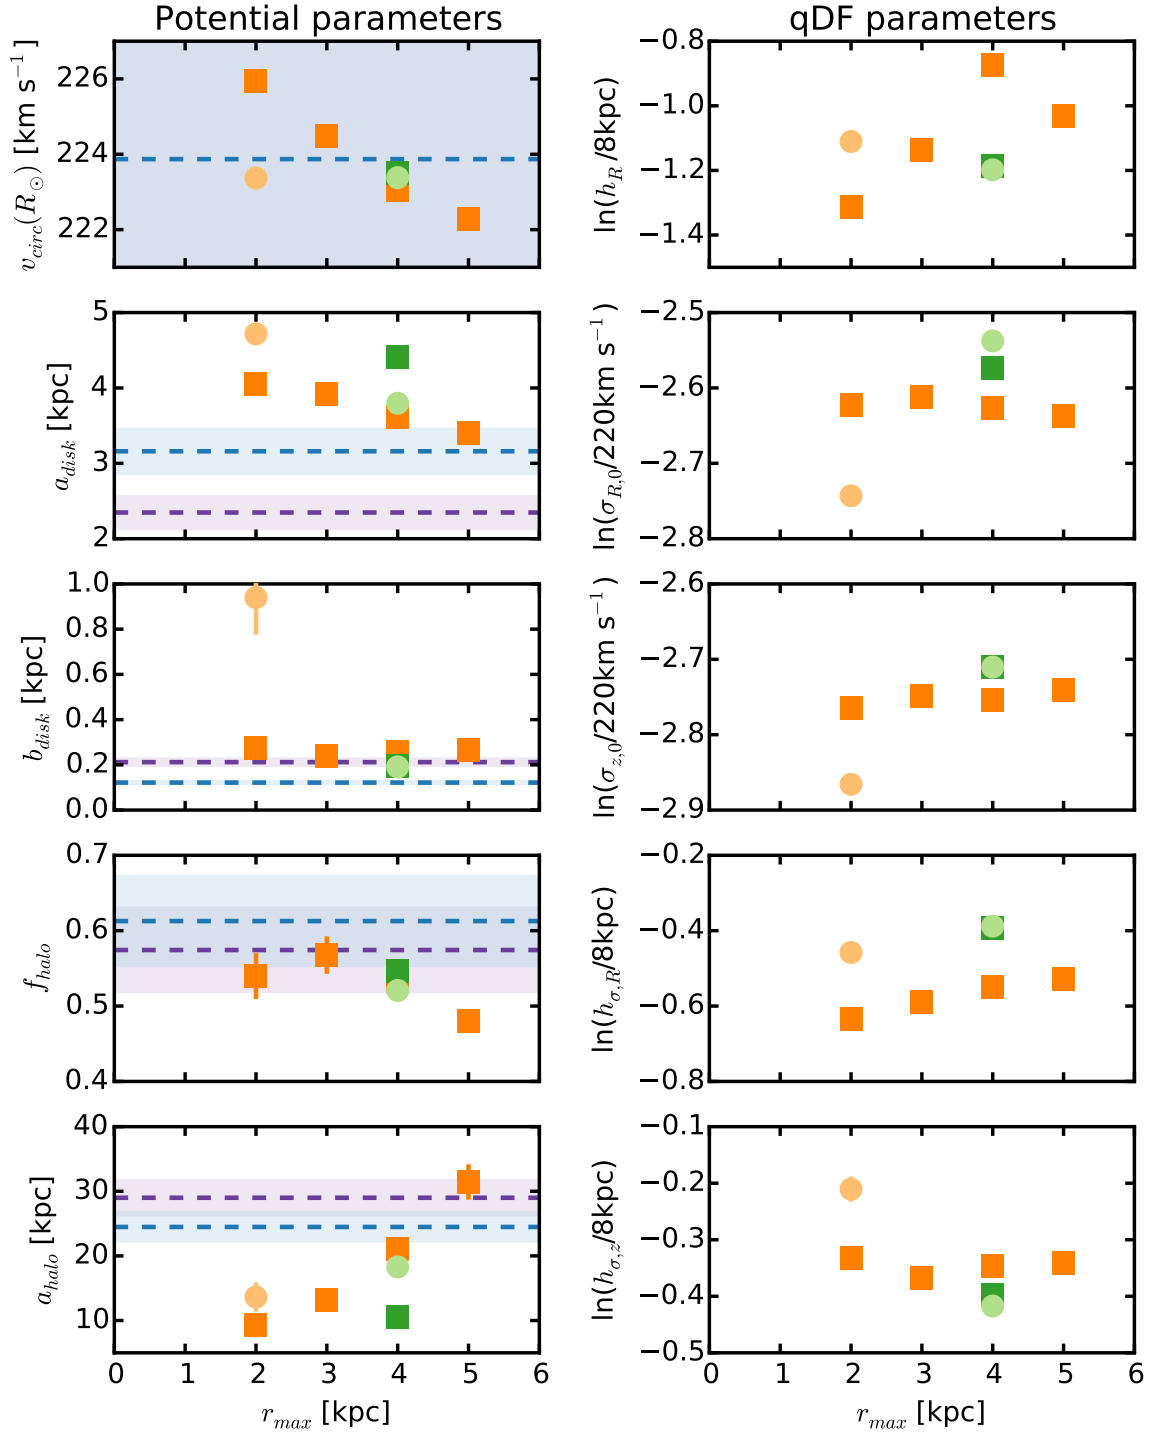 Potential parameters
qDF parameters
v_circ(R_⊙) [km s⁻¹]
226
224
222
ln(h_R/8kpc)
−0.8
−1.0
−1.2
−1.4
a_disk [kpc]
5
4
3
2
ln(σ_R,0/220km s⁻¹)
−2.5
−2.6
−2.7
−2.8
b_disk [kpc]
1.0
0.8
0.6
0.4
0.2
0.0
ln(σ_z,0/220km s⁻¹)
−2.6
−2.7
−2.8
−2.9
f_halo
0.7
0.6
0.5
0.4
ln(h_σ,R/8kpc)
−0.2
−0.4
−0.6
−0.8
a_halo [kpc]
40
30
20
10
ln(h_σ,z/8kpc)
−0.1
−0.2
−0.3
−0.4
−0.5
0 1 2 3 4 5 6
0 1 2 3 4 5 6
r_max [kpc]
r_max [kpc]